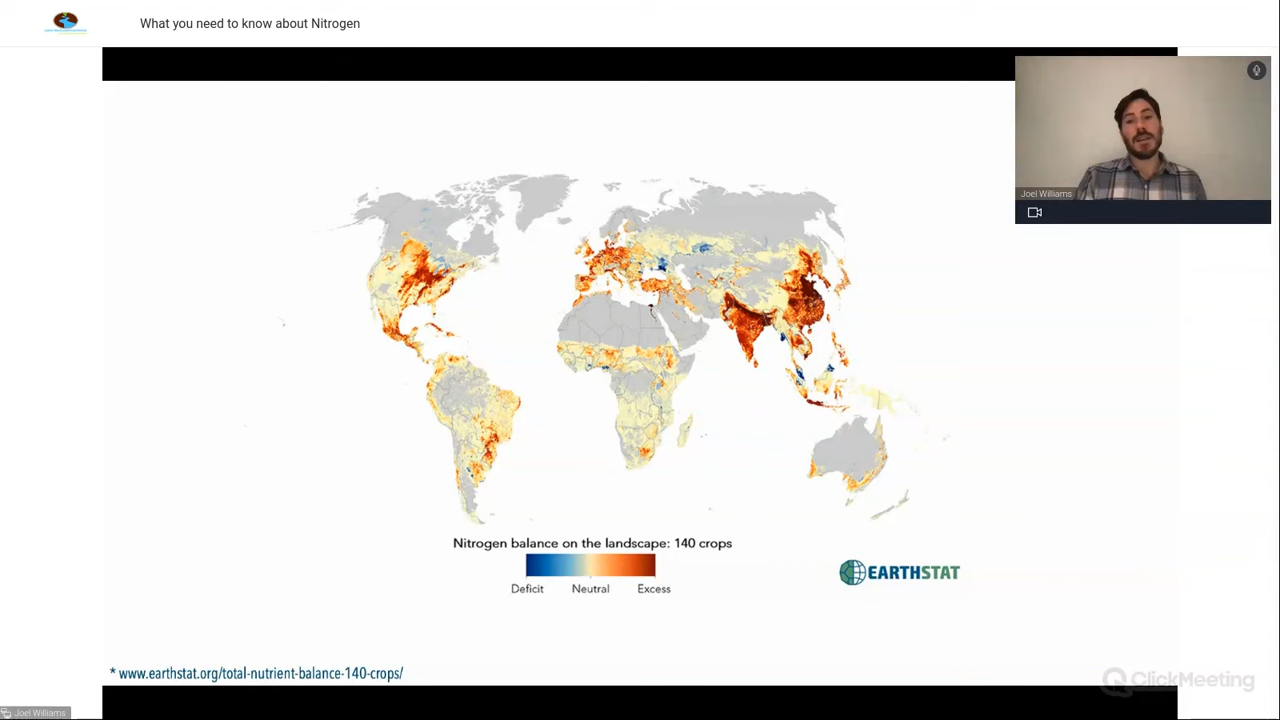 What you need to know about Nitrogen
Joel Williams
Nitrogen balance on the landscape: 140 crops
Deficit Neutral Excess
EARTHSTAT
* www.earthstat.org/total-nutrient-balance-140-crops/
ClickMeeting
Joel Williams